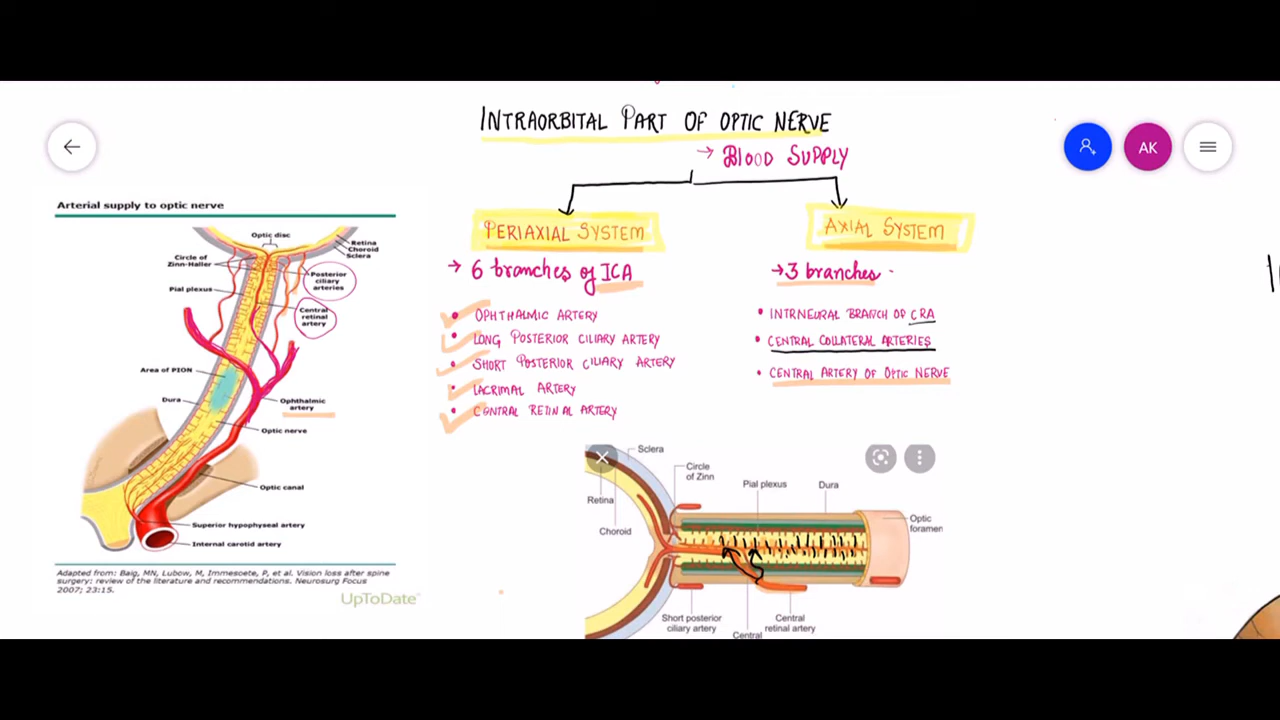 INTRAORBITAL PART OF OPTIC NERVE
→ BLOOD SUPPLY
AK
PERIAXIAL SYSTEM
→ 6 branches of ICA
• OPHTHALMIC ARTERY
• LONG POSTERIOR CILIARY ARTERY
• SHORT POSTERIOR CILIARY ARTERY
• LACRIMAL ARTERY
• CENTRAL RETINAL ARTERY
AXIAL SYSTEM
→ 3 branches
• INTRNEURAL BRANCH OF CRA
• CENTRAL COLLATERAL ARTERIES
• CENTRAL ARTERY OF OPTIC NERVE
Arterial supply to optic nerve
Optic disc
Retina
Choroid
Sclera
Circle of
Zinn-Haller
Posterior
ciliary
arteries
Pial plexus
Central
retinal
artery
Area of PION
Dura
Ophthalmic
artery
Optic nerve
Optic canal
Superior hypophyseal artery
Internal carotid artery
Adapted from: Baig, MN, Lubow, M, Immesoete, P, et al. Vision loss after spine
surgery: review of the literature and recommendations. Neurosurg Focus
2007; 23:15.
UpToDate
Sclera
Circle
of Zinn
Pial plexus
Dura
Retina
Choroid
Optic
foramen
Short posterior
ciliary artery
Central
retinal artery
Central